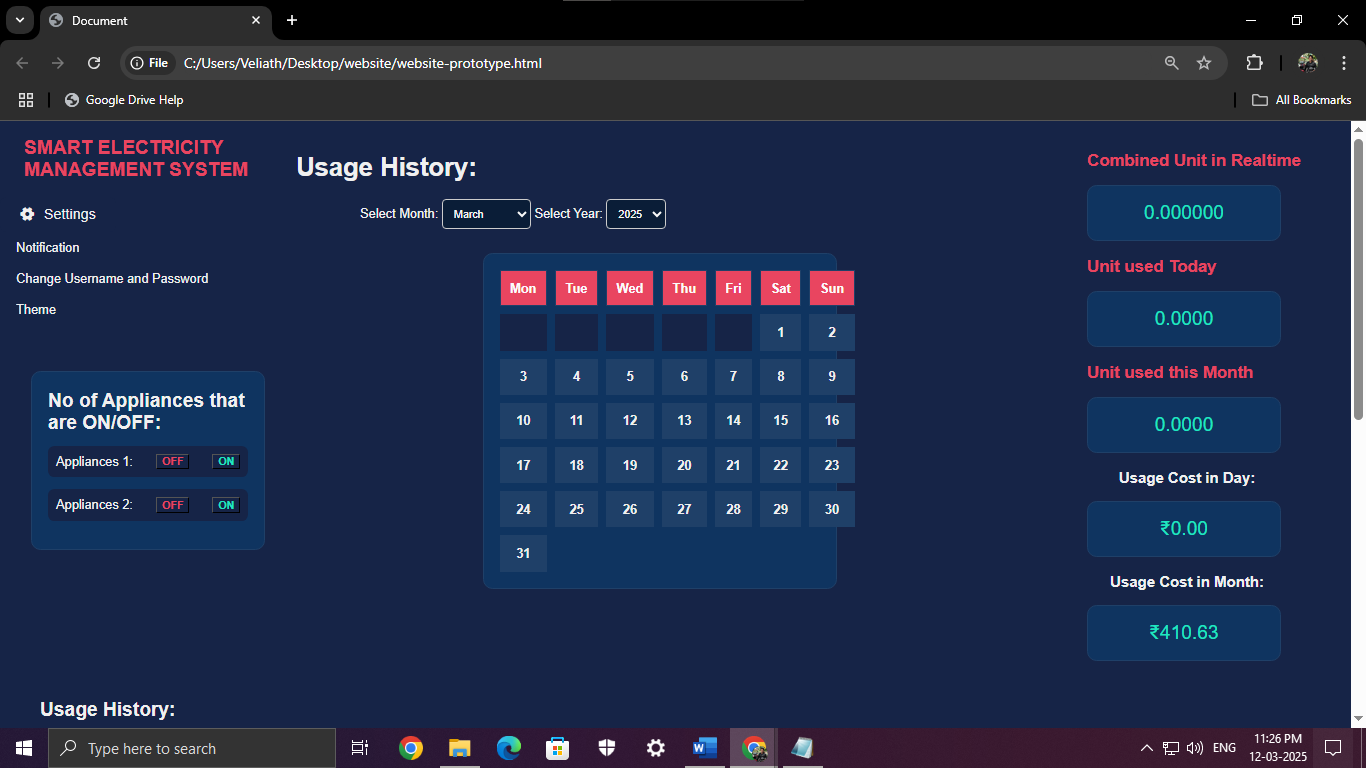 Document
File C:/Users/Veliath/Desktop/website/website-prototype.html
Google Drive Help
All Bookmarks
SMART ELECTRICITY
MANAGEMENT SYSTEM
Settings
Notification
Change Username and Password
Theme
No of Appliances that
are ON/OFF:
Appliances 1: OFF ON
Appliances 2: OFF ON
Usage History:
Select Month: March Select Year: 2025
Mon Tue Wed Thu Fri Sat Sun
1 2
3 4 5 6 7 8 9
10 11 12 13 14 15 16
17 18 19 20 21 22 23
24 25 26 27 28 29 30
31
Combined Unit in Realtime
0.000000
Unit used Today
0.0000
Unit used this Month
0.0000
Usage Cost in Day:
₹0.00
Usage Cost in Month:
₹410.63
Usage History:
Type here to search
ENG
11:26 PM
12-03-2025